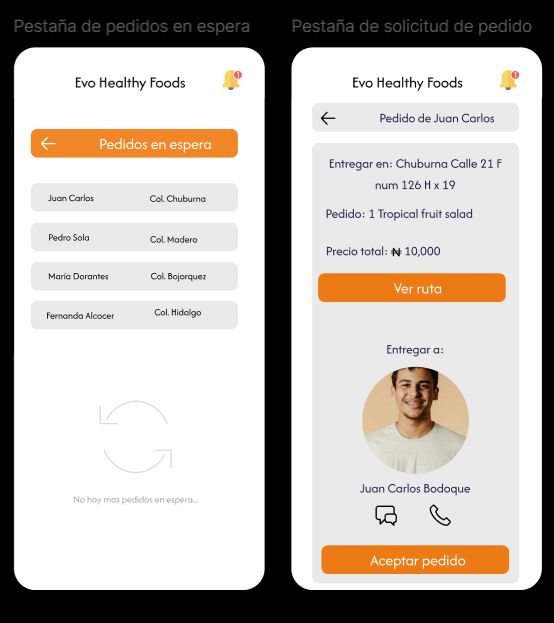 Pestaña de pedidos en espera
Evo Healthy Foods
1
Pedidos en espera
Juan Carlos Col. Chuburna
Pedro Sola Col. Madero
María Dorantes Col. Bojorquez
Fernanda Alcocer Col. Hidalgo
No hay mas pedidos en espera...
Pestaña de solicitud de pedido
Evo Healthy Foods
1
Pedido de Juan Carlos
Entregar en: Chuburna Calle 21 F
num 126 H x 19
Pedido: 1 Tropical fruit salad
Precio total: ₦ 10,000
Ver ruta
Entregar a:
Juan Carlos Bodoque
Aceptar pedido